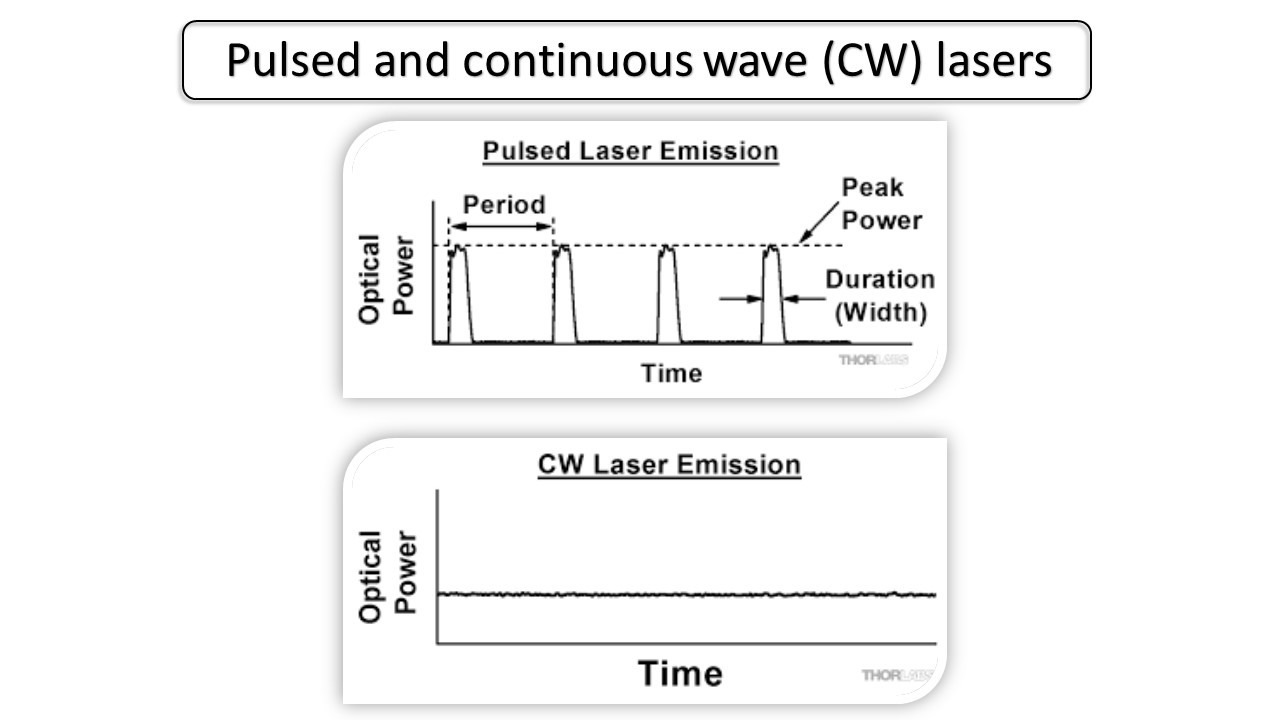 Pulsed and continuous wave (CW) lasers
Pulsed Laser Emission
Period
Peak
Power
Optical
Power
Duration
(Width)
Time
THORLABS
CW Laser Emission
Optical
Power
Time
THORLABS